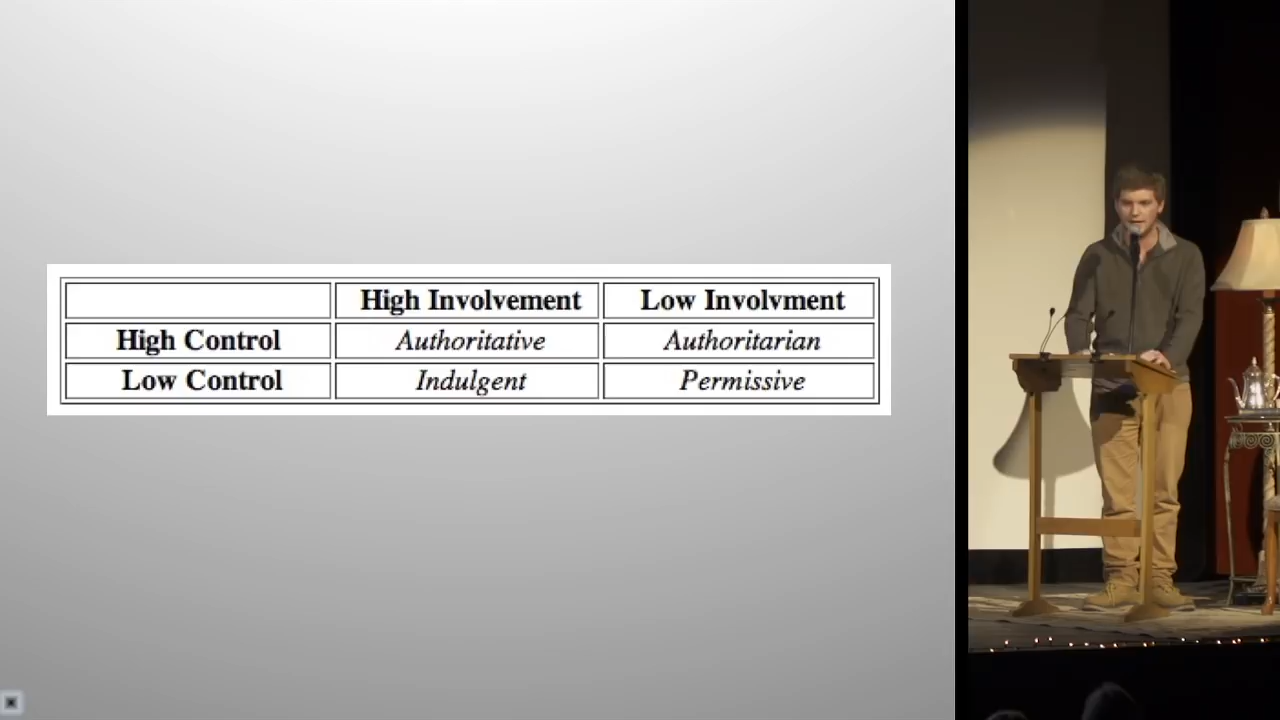 High Involvement Low Involvment
High Control Authoritative Authoritarian
Low Control Indulgent Permissive